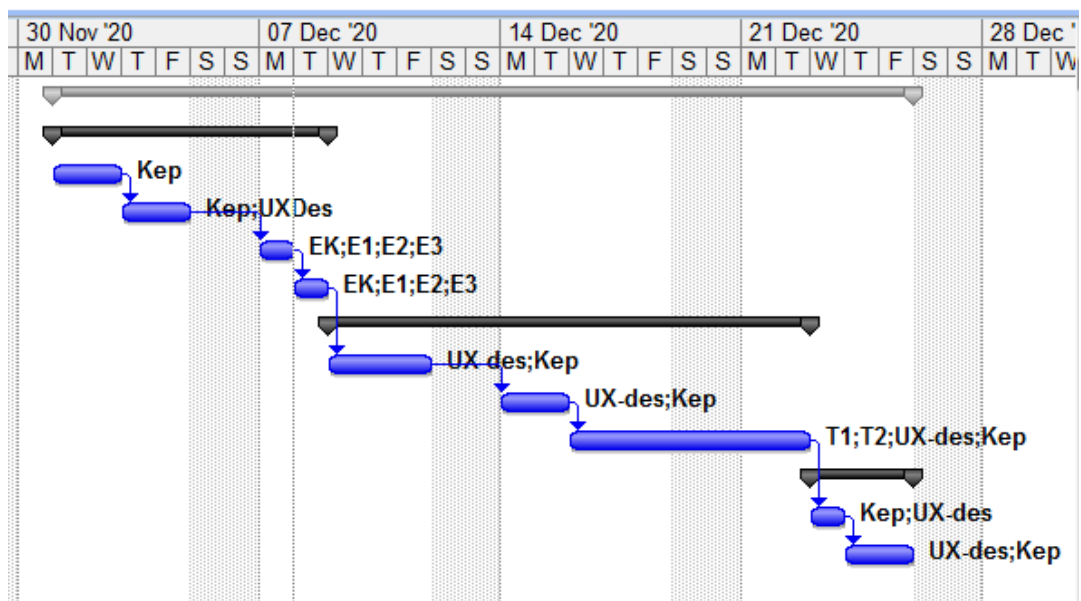 30 Nov '20 07 Dec '20 14 Dec '20 21 Dec '20 28 Dec '
M T W T F S S M T W T F S S M T W T F S S M T W T F S S M T W
Kep
Kep;UXDes
EK;E1;E2;E3
EK;E1;E2;E3
UX-des;Kep
UX-des;Kep
T1;T2;UX-des;Kep
Kep;UX-des
UX-des;Kep